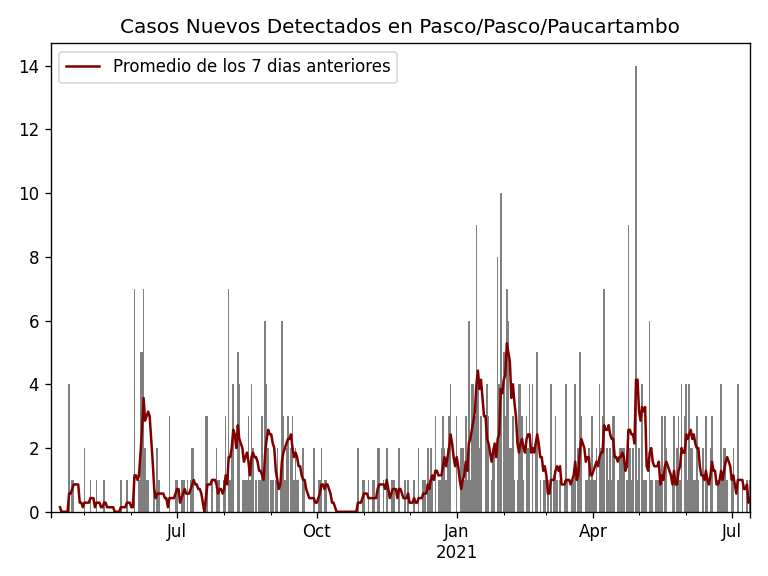 Casos Nuevos Detectados en Pasco/Pasco/Paucartambo
Promedio de los 7 dias anteriores
14
12
10
8
6
4
2
0
Jul
Oct
Jan
Apr
Jul
2021